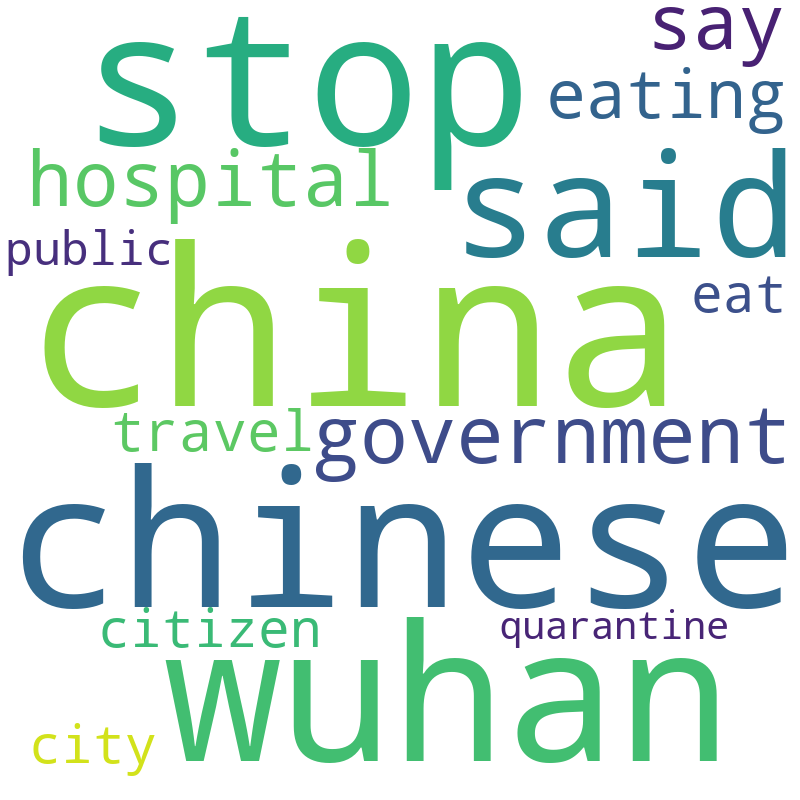 say
stop
eating
hospital
said
public
china
eat
travel
government
chinese
citizen
quarantine
wuhan
city